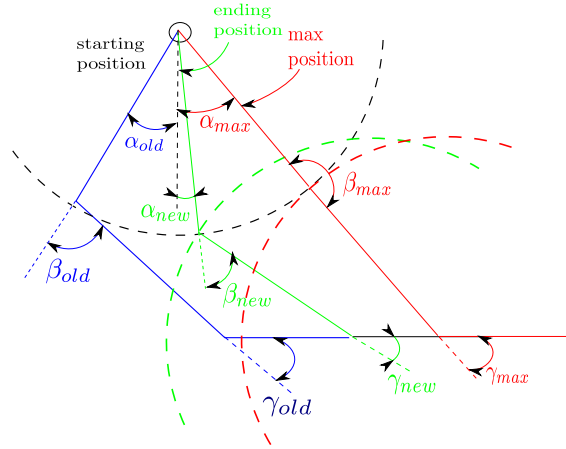 ending
position
starting
position
max
position
α_old
α_max
α_new
β_max
β_old
β_new
γ_old
γ_new
γ_max